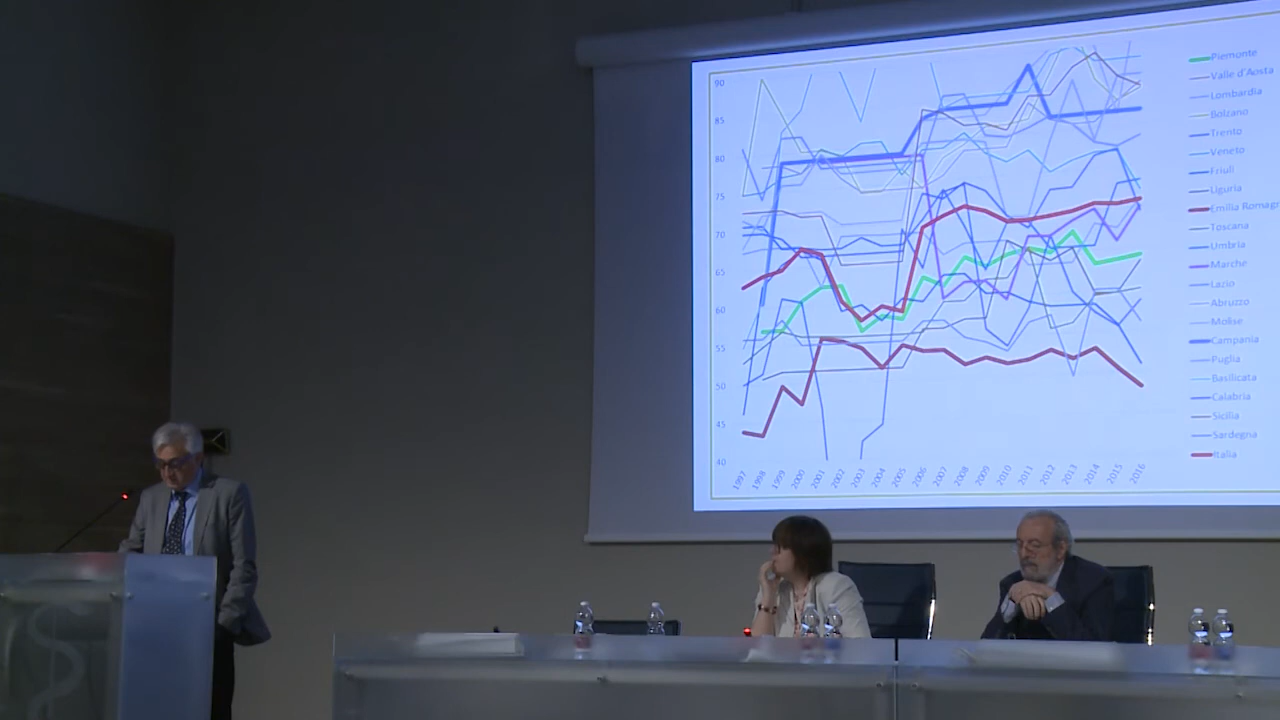 90
85
80
75
70
65
60
55
50
45
40
1997 1998 1999 2000 2001 2002 2003 2004 2005 2006 2007 2008 2009 2010 2011 2012 2013 2014 2015 2016
Piemonte
Valle d'Aosta
Lombardia
Bolzano
Trento
Veneto
Friuli
Liguria
Emilia Romagn
Toscana
Umbria
Marche
Lazio
Abruzzo
Molise
Campania
Puglia
Basilicata
Calabria
Sicilia
Sardegna
Italia